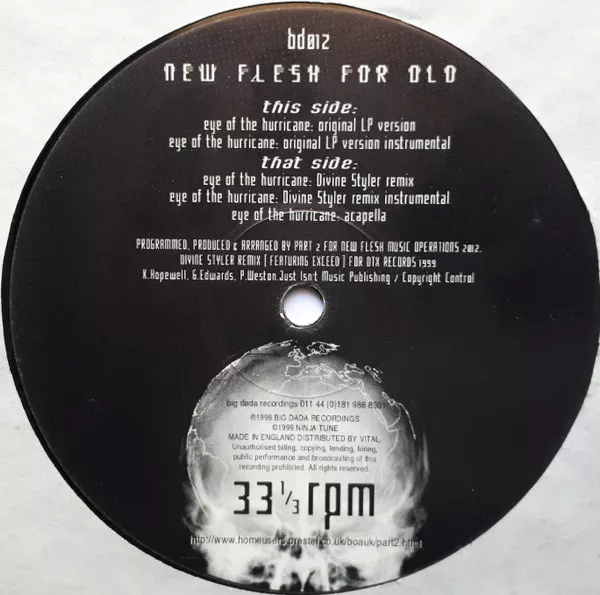 bd012
NEW FLESH FOR OLD
this side:
eye of the hurricane: original LP version
eye of the hurricane: original LP version instrumental
that side:
eye of the hurricane: Divine Styler remix
eye of the hurricane: Divine Styler remix instrumental
eye of the hurricane: acapella
PROGRAMMED, PRODUCED & ARRANGED BY PART 2 FOR NEW FLESH MUSIC OPERATIONS 2012.
DIVINE STYLER REMIX [ FEATURING EXCEED ] FOR DTX RECORDS 1999
K.Hopewell, G.Edwards, P.Weston.Just Isn't Music Publishing / Copyright Control
big dada recordings 011 44 (0)181 986 8301
℗1999 BIG DADA RECORDINGS
©1999 NINJA TUNE
MADE IN ENGLAND DISTRIBUTED BY VITAL.
Unauthorised biting, copying, lending, hiring,
public performance and broadcasting of this
recording prohibited. All rights reserved.
33 1/3 rpm